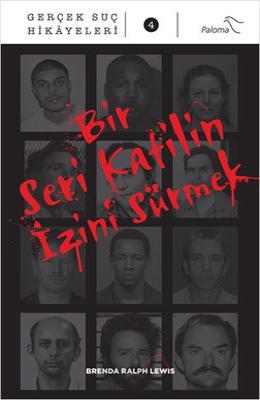 GERÇEK SUÇ
HİKÂYELERİ
4
Paloma
Bir
Seri Katilin
İzini Sürmek
BRENDA RALPH LEWIS